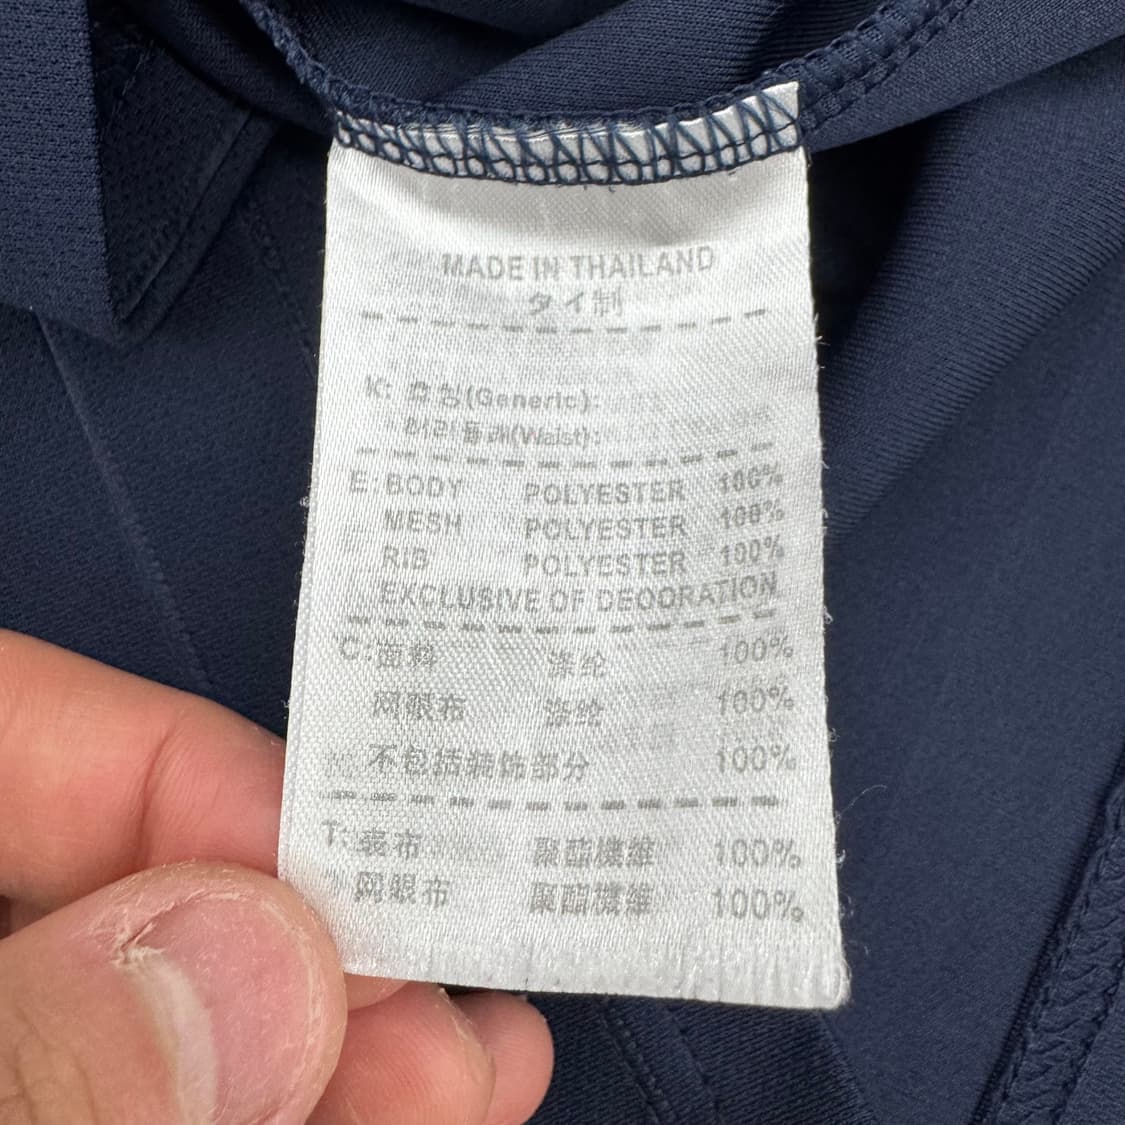 MADE IN THAILAND
タイ制
K: 호칭(Generic):
허리둘레(Waist):
E: BODY POLYESTER 100%
MESH POLYESTER 100%
RIB POLYESTER 100%
EXCLUSIVE OF DECORATION
C: 面料 涤纶 100%
网眼布 涤纶 100%
不包括装饰部分 100%
T: 表布 聚酯纖維 100%
网眼布 聚酯纖維 100%